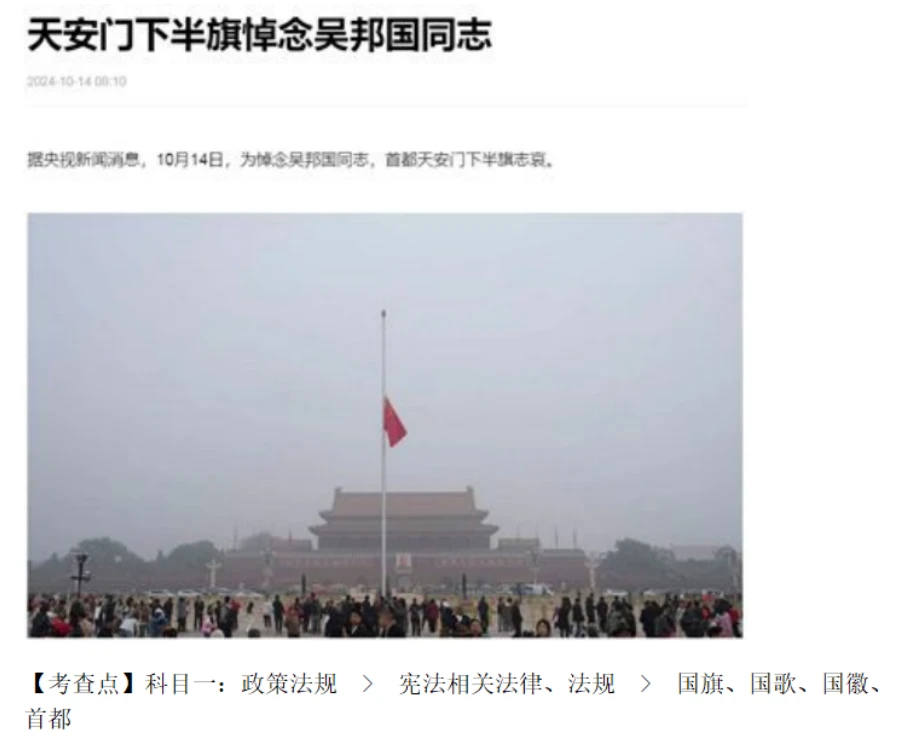 天安门下半旗悼念吴邦国同志
2024-10-14 08:10
据央视新闻消息，10月14日，为悼念吴邦国同志，首都天安门下半旗志哀。
【考查点】科目一：政策法规 > 宪法相关法律、法规 > 国旗、国歌、国徽、
首都